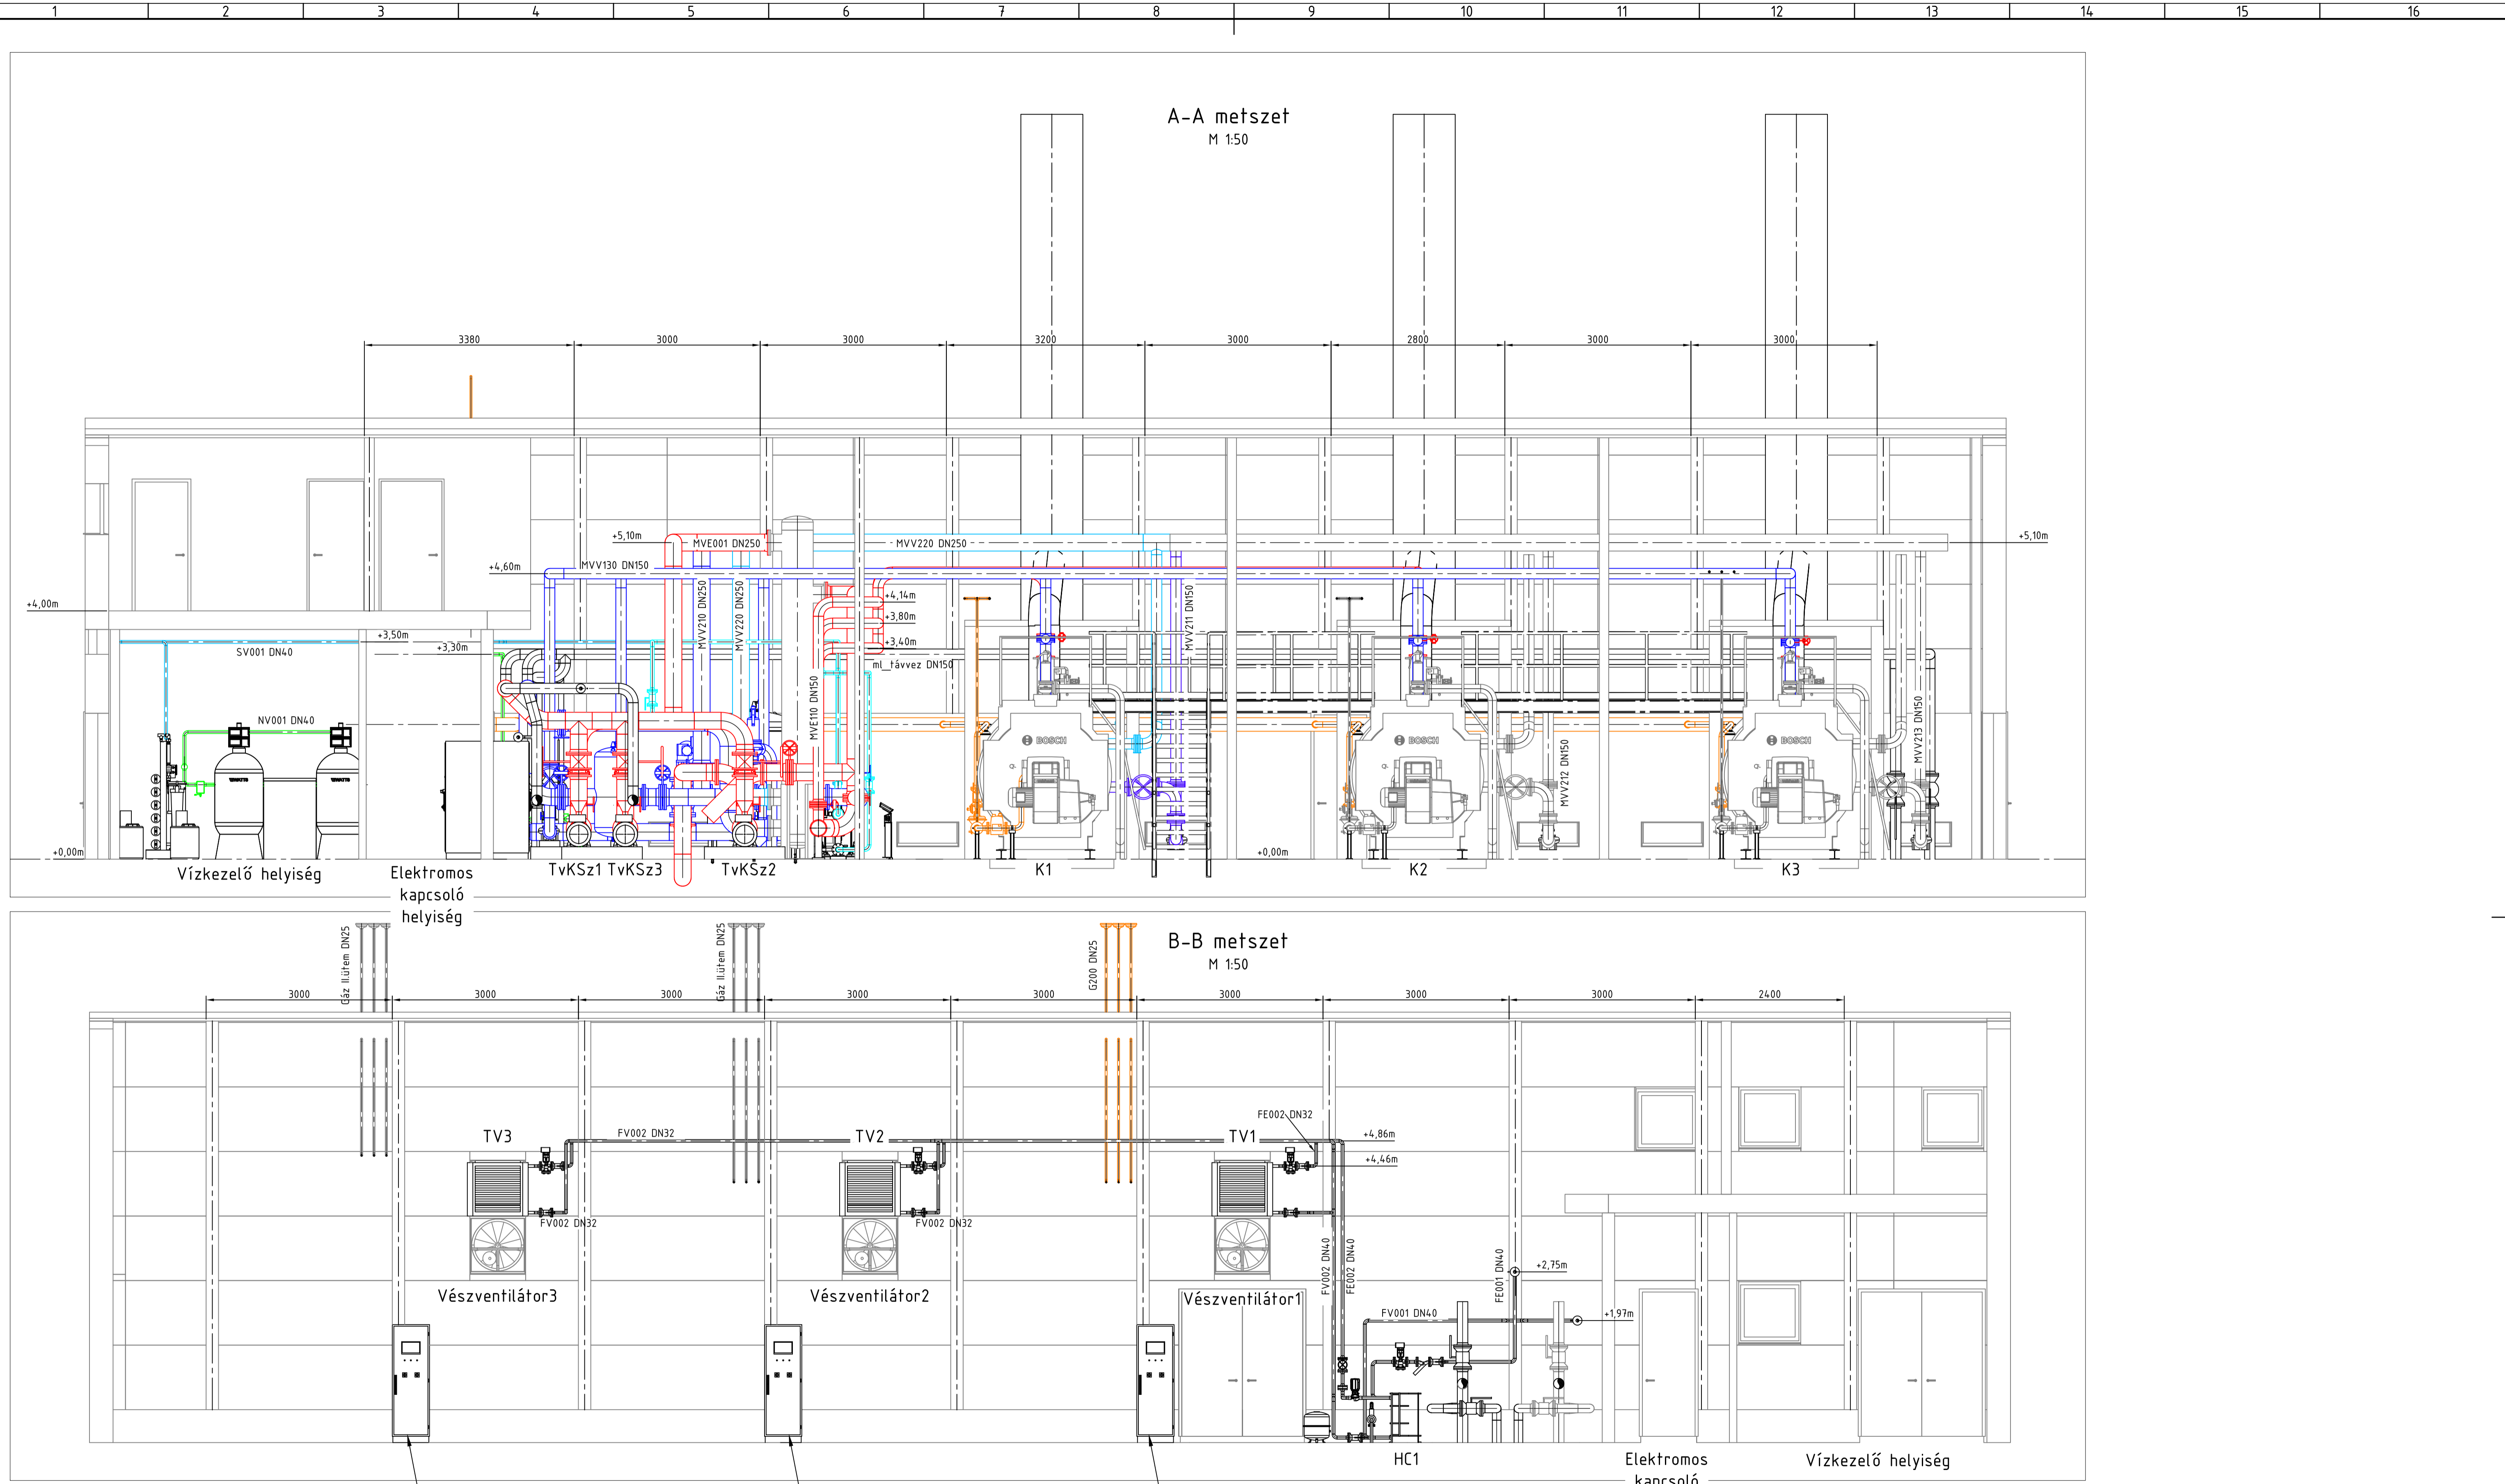 1 2 3 4 5 6 7 8 9 10 11 12 13 14 15 16
A-A metszet
M 1:50
3380 3000 3000 3200 3000 2800 3000 3000
+5,10m
MVE001 DN250
MVV220 DN250
+5,10m
+4,60m
MVV130 DN150
+4,14m
+4,00m
+3,80m
+3,50m
+3,40m
+3,30m
SV001 DN40
ml_távvez DN150
MVV210 DN250
MVV220 DN250
MVE110 DN150
MVV211 DN150
MVV212 DN150
MVV213 DN150
NV001 DN40
BOSCH
BOSCH
BOSCH
WATTS
WATTS
+0,00m
+0,00m
Vízkezelő helyiség
Elektromos
kapcsoló
helyiség
TvKSz1 TvKSz3 TvKSz2
K1 K2 K3
B-B metszet
M 1:50
Gáz II.ütem DN25
Gáz II.ütem DN25
G200 DN25
3000 3000 3000 3000 3000 3000 3000 3000 2400
FE002 DN32
TV3
FV002 DN32
TV2
TV1
+4,86m
+4,46m
FV002 DN32
FV002 DN32
FV002 DN40
FE002 DN40
FE001 DN40
+2,75m
Vészventilátor3
Vészventilátor2
Vészventilátor1
FV001 DN40
+1,97m
HC1
Elektromos
kapcsoló
Vízkezelő helyiség